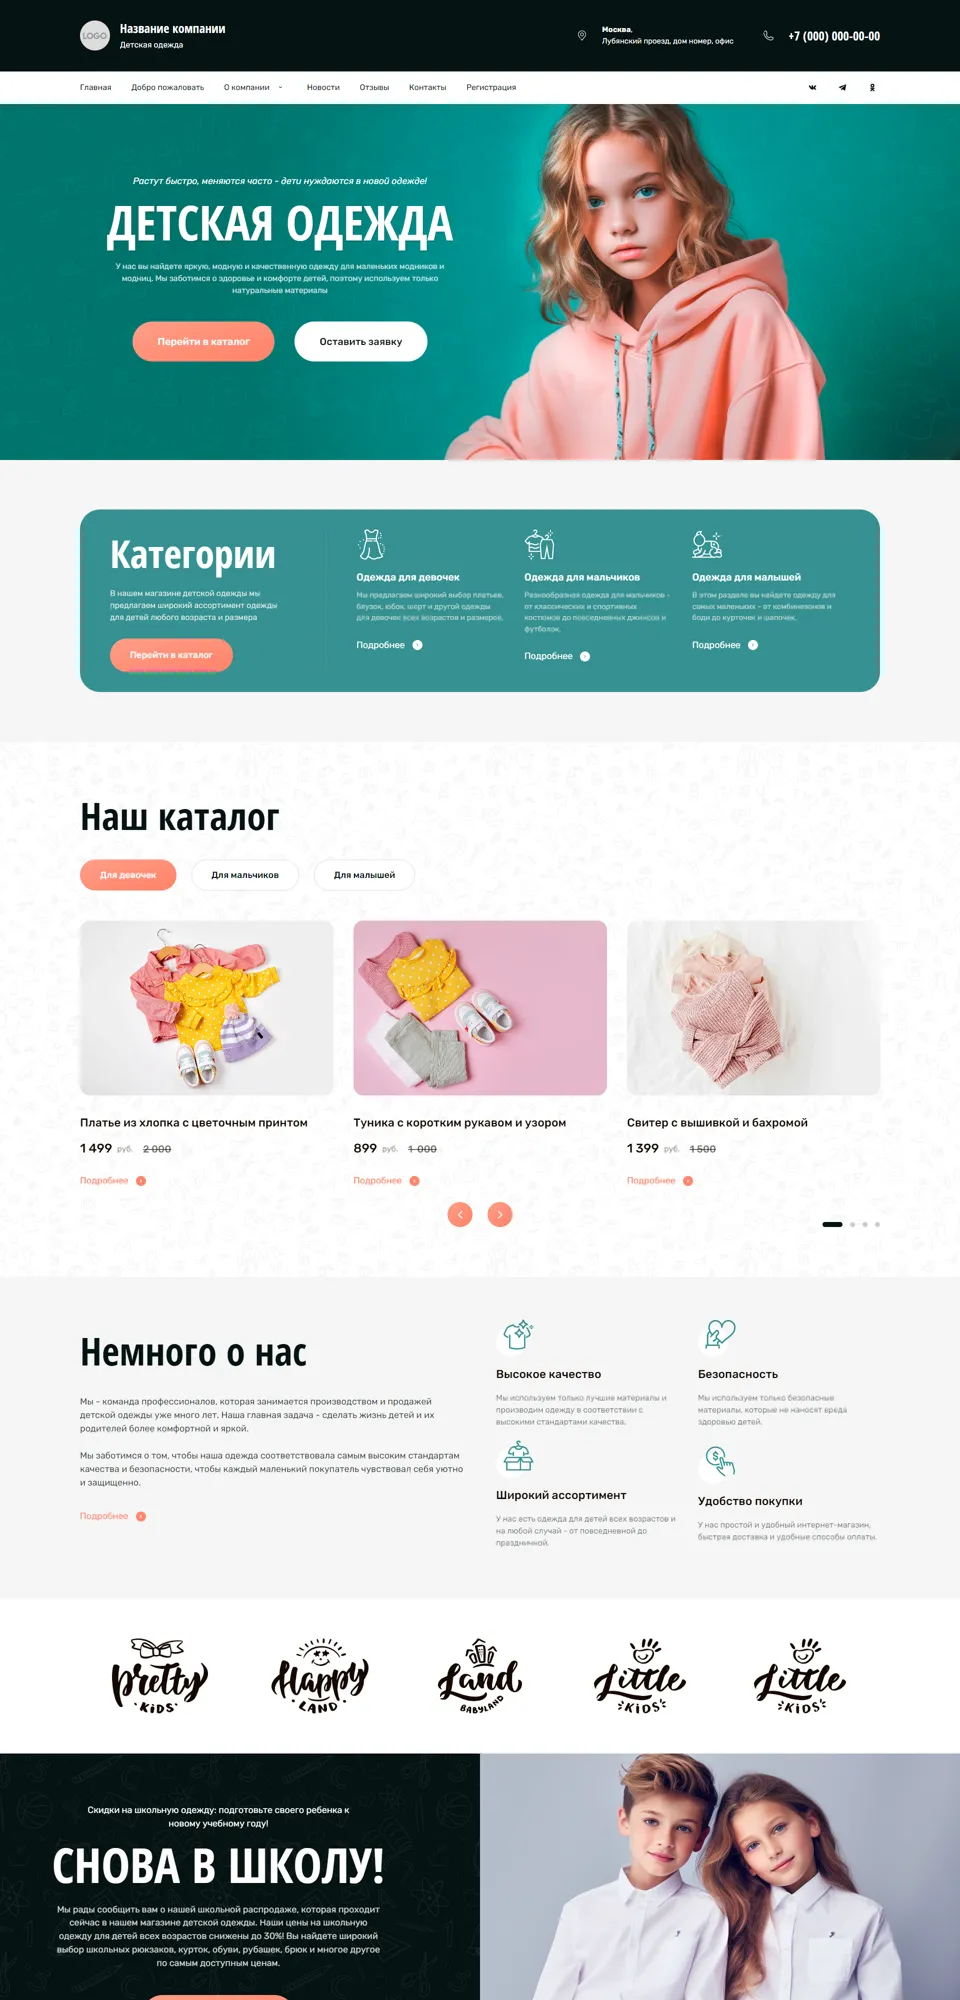 LOGO
Название компании
Детская одежда
Москва,
Лубянский проезд, дом номер, офис
+7 (000) 000-00-00
Главная
Добро пожаловать
О компании
Новости
Отзывы
Контакты
Регистрация
Растут быстро, меняются часто - дети нуждаются в новой одежде!
ДЕТСКАЯ ОДЕЖДА
У нас вы найдете яркую, модную и качественную одежду для маленьких модников и
модниц. Мы заботимся о здоровье и комфорте детей, поэтому используем только
натуральные материалы
Перейти в каталог
Оставить заявку
Категории
В нашем магазине детской одежды мы
предлагаем широкий ассортимент одежды
для детей любого возраста и размера
Перейти в каталог
Одежда для девочек
Мы предлагаем широкий выбор платьев,
блузок, юбок, шорт и другой одежды
для девочек всех возрастов и размеров.
Подробнее
Одежда для мальчиков
Разнообразная одежда для мальчиков -
от классических и спортивных
костюмов до повседневных джинсов и
футболок.
Подробнее
Одежда для малышей
В этом разделе вы найдете одежду для
самых маленьких - от комбинезонов и
боди до курточек и шапочек.
Подробнее
Наш каталог
Для девочек
Для мальчиков
Для малышей
Платье из хлопка с цветочным принтом
1 499 руб. 2 000
Подробнее
Туника с коротким рукавом и узором
899 руб. 1 000
Подробнее
Свитер с вышивкой и бахромой
1 399 руб. 1 500
Подробнее
Немного о нас
Мы - команда профессионалов, которая занимается производством и продажей
детской одежды уже много лет. Наша главная задача - сделать жизнь детей и их
родителей более комфортной и яркой.
Мы заботимся о том, чтобы наша одежда соответствовала самым высоким стандартам
качества и безопасности, чтобы каждый маленький покупатель чувствовал себя уютно
и защищенно.
Подробнее
Высокое качество
Мы используем только лучшие материалы и
производим одежду в соответствии с
высокими стандартами качества.
Безопасность
Мы используем только безопасные
материалы, которые не наносят вреда
здоровью детей.
Широкий ассортимент
У нас есть одежда для детей всех возрастов и
на любой случай - от повседневной до
праздничной.
Удобство покупки
У нас простой и удобный интернет-магазин,
быстрая доставка и удобные способы оплаты.
Pretty
KIDS
Happy
LAND
Land
BABYLAND
Little
KIDS
Little
KIDS
Скидки на школьную одежду: подготовьте своего ребенка к
новому учебному году!
СНОВА В ШКОЛУ!
Мы рады сообщить вам о нашей школьной распродаже, которая проходит
сейчас в нашем магазине детской одежды. Наши цены на школьную
одежду для детей всех возрастов снижены до 30%! Вы найдете широкий
выбор школьных рюкзаков, курток, обуви, рубашек, брюк и многое другое
по самым доступным ценам.